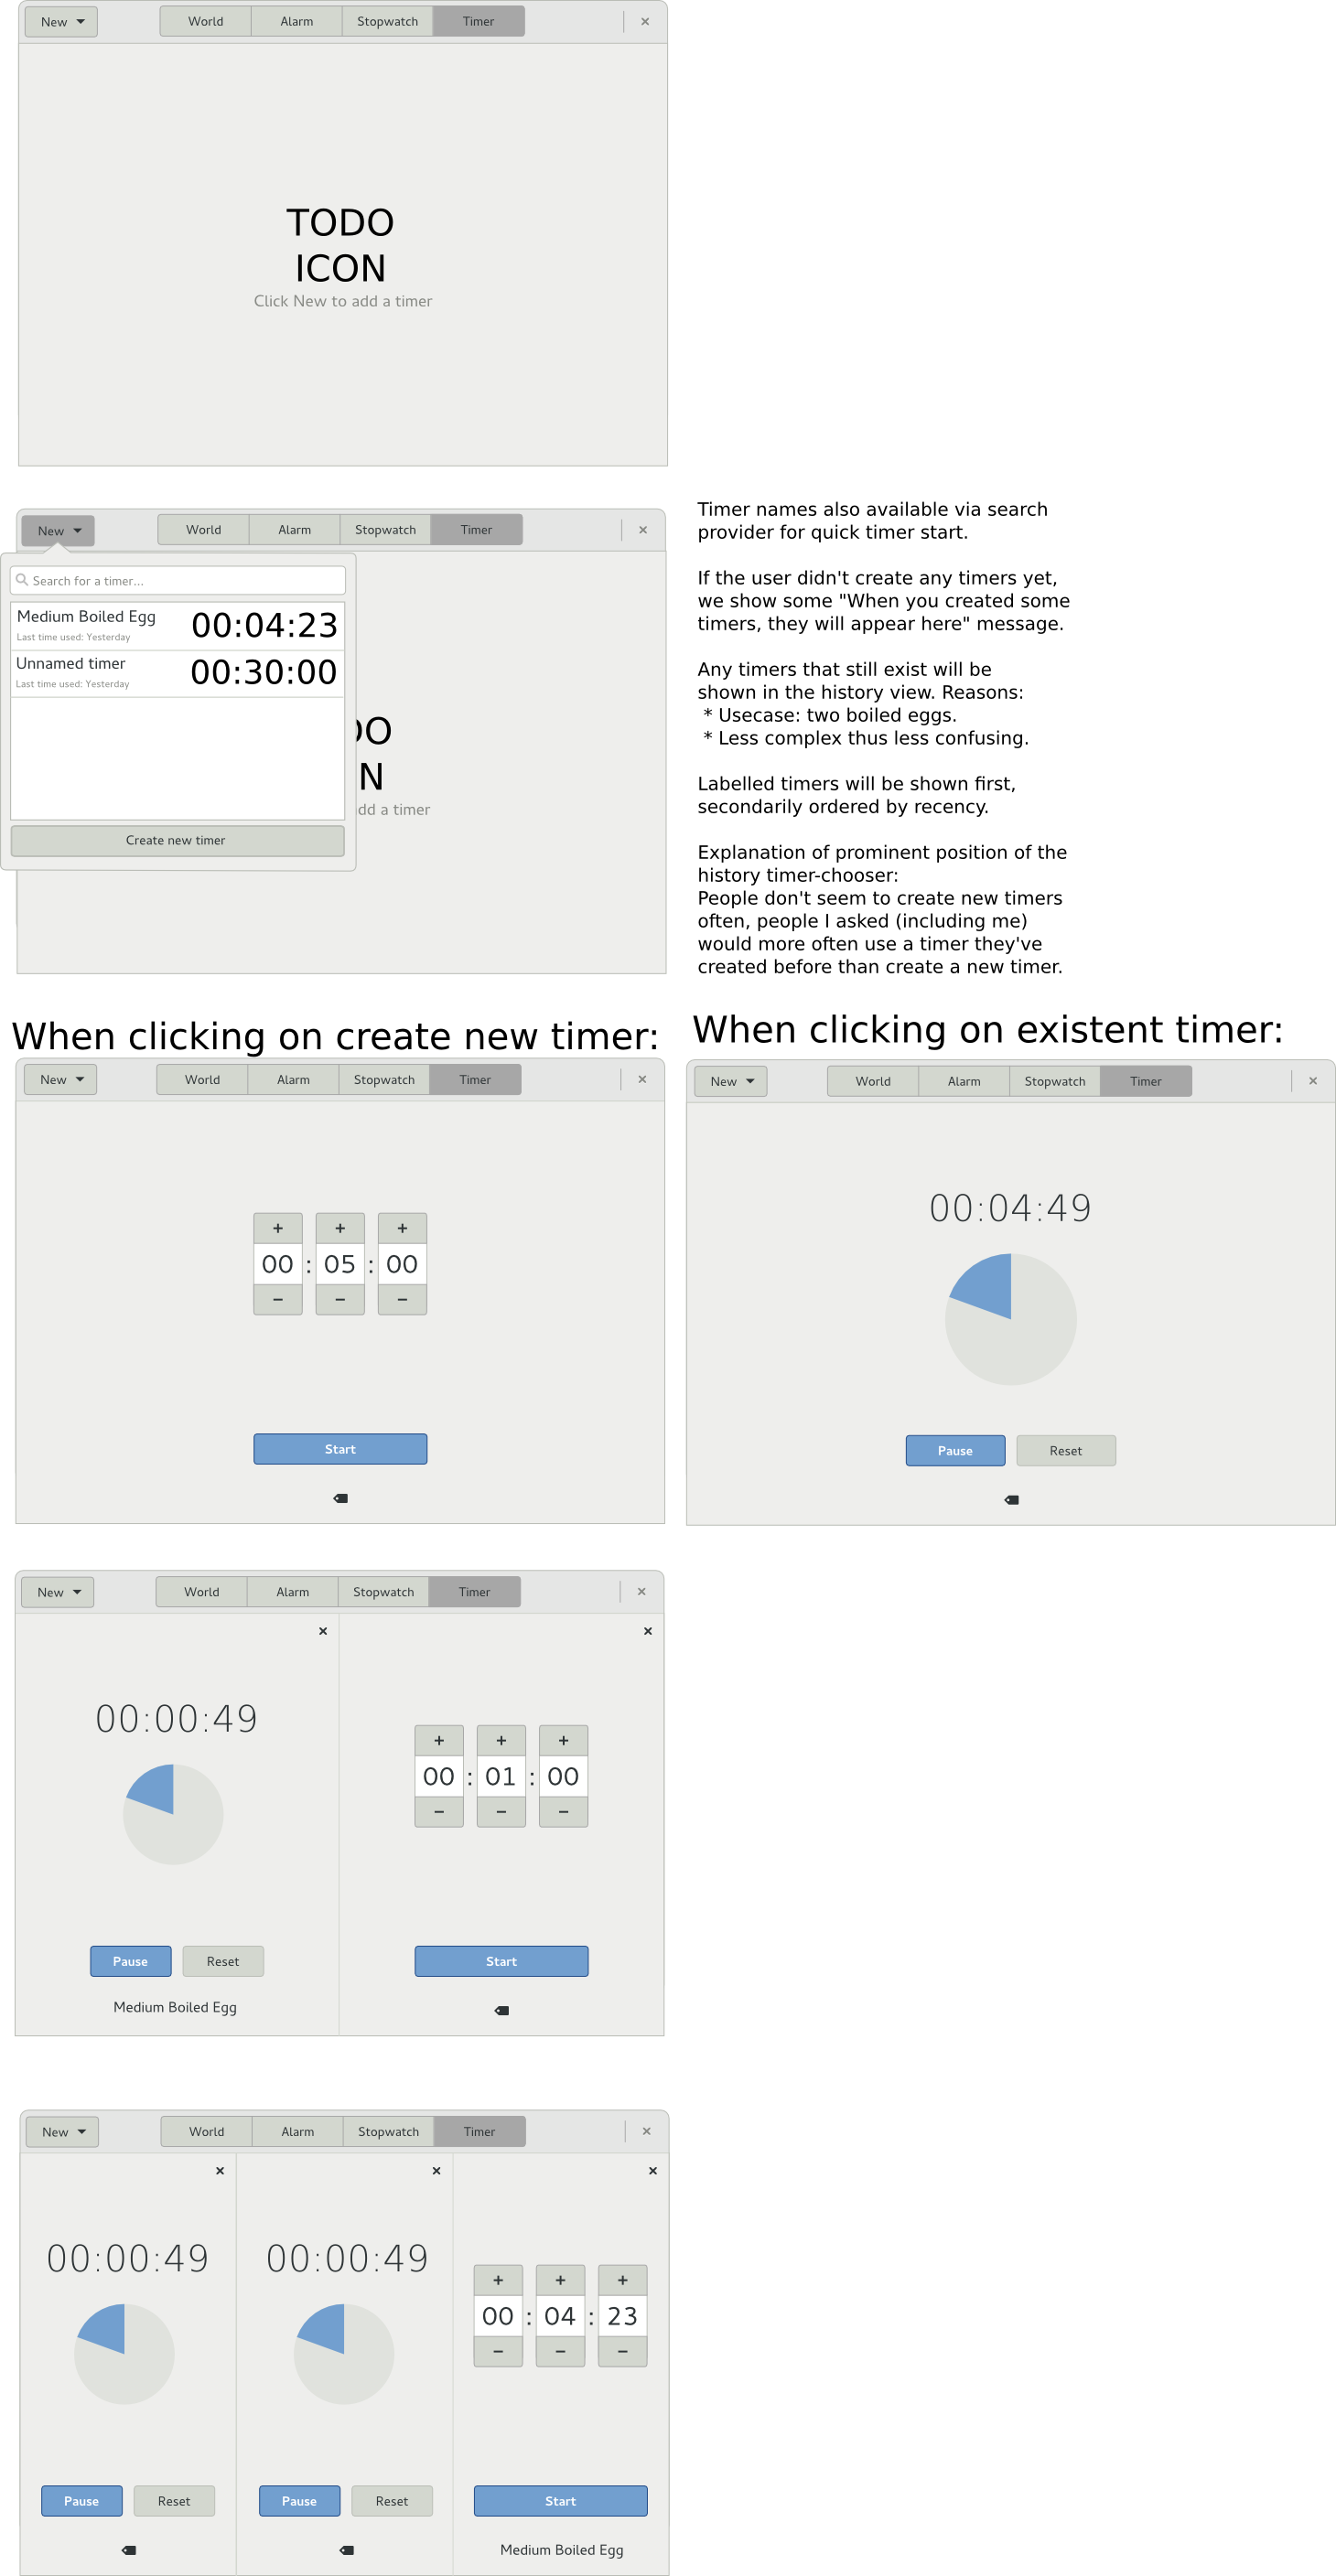 New World Alarm Stopwatch Timer ×
TODO
ICON
Click New to add a timer
New World Alarm Stopwatch Timer ×
Search for a timer...
Medium Boiled Egg 00:04:23
Last time used: Yesterday
Unnamed timer 00:30:00
Last time used: Yesterday
DO
N
dd a timer
Create new timer
Timer names also available via search
provider for quick timer start.
If the user didn't create any timers yet,
we show some "When you created some
timers, they will appear here" message.
Any timers that still exist will be
shown in the history view. Reasons:
* Usecase: two boiled eggs.
* Less complex thus less confusing.
Labelled timers will be shown first,
secondarily ordered by recency.
Explanation of prominent position of the
history timer-chooser:
People don't seem to create new timers
often, people I asked (including me)
would more often use a timer they've
created before than create a new timer.
When clicking on create new timer:
New World Alarm Stopwatch Timer ×
+ + +
00 : 05 : 00
− − −
Start
When clicking on existent timer:
New World Alarm Stopwatch Timer ×
00:04:49
Pause Reset
New World Alarm Stopwatch Timer ×
× ×
00:00:49
+ + +
00 : 01 : 00
− − −
Pause Reset Start
Medium Boiled Egg
New World Alarm Stopwatch Timer ×
× × ×
00:00:49 00:00:49
+ + +
00 : 04 : 23
− − −
Pause Reset Pause Reset Start
Medium Boiled Egg